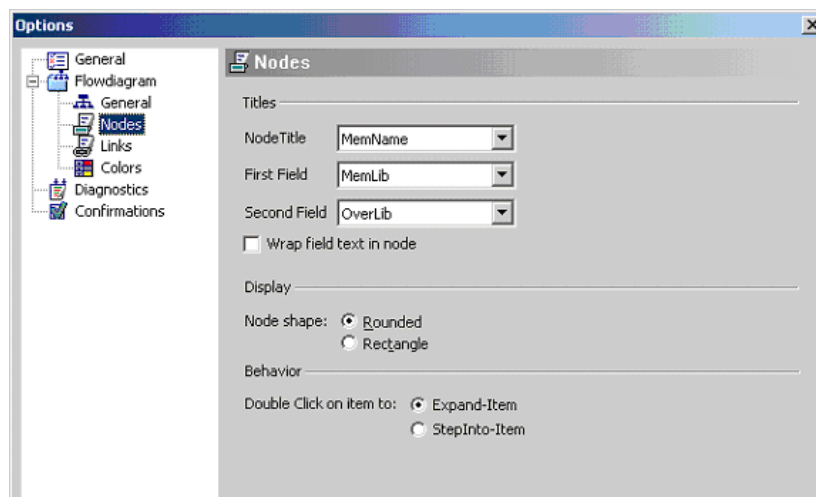 Options
General
Flowdiagram
General
Nodes
Links
Colors
Diagnostics
Confirmations
Nodes
Titles
NodeTitle MemName
First Field MemLib
Second Field OverLib
Wrap field text in node
Display
Node shape: Rounded
Rectangle
Behavior
Double Click on item to: Expand-Item
StepInto-Item